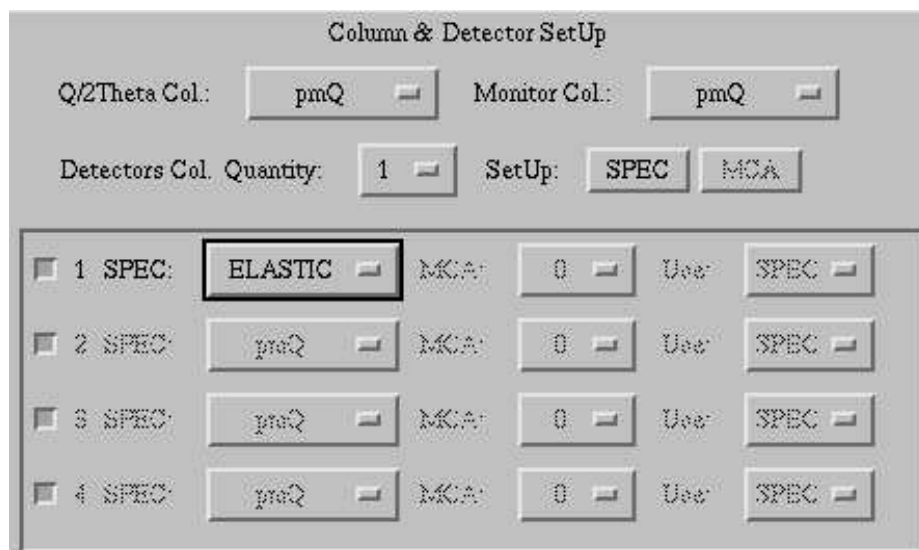 Column & Detector SetUp
Q/2Theta Col.: pmQ Monitor Col.: pmQ
Detectors Col. Quantity: 1 SetUp: SPEC MCA
1 SPEC: ELASTIC MCA: 0 Use: SPEC
2 SPEC: pmQ MCA: 0 Use: SPEC
3 SPEC: pmQ MCA: 0 Use: SPEC
4 SPEC: pmQ MCA: 0 Use: SPEC